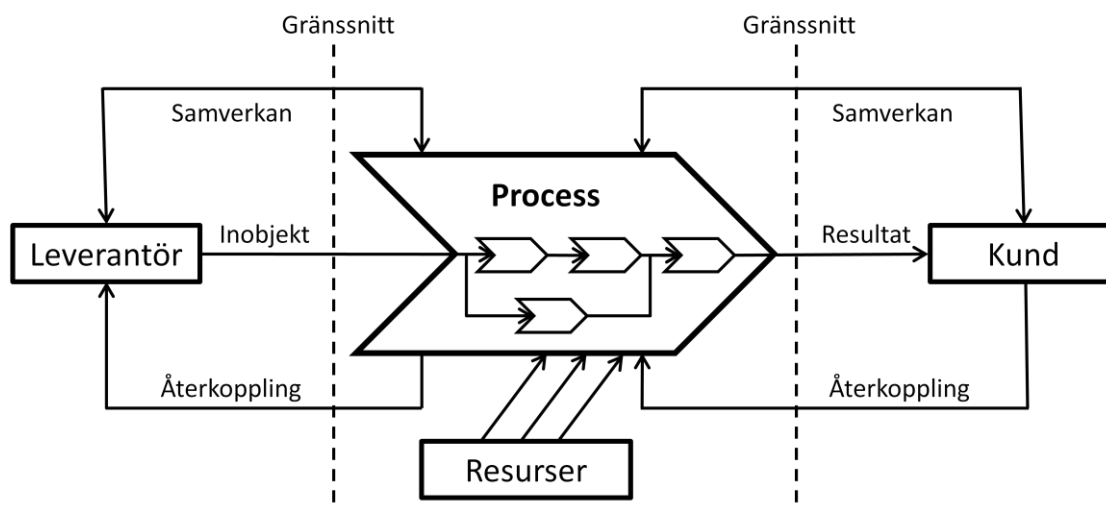 Gränssnitt
Gränssnitt
Samverkan
Samverkan
Process
Leverantör
Inobjekt
Resultat
Kund
Återkoppling
Återkoppling
Resurser